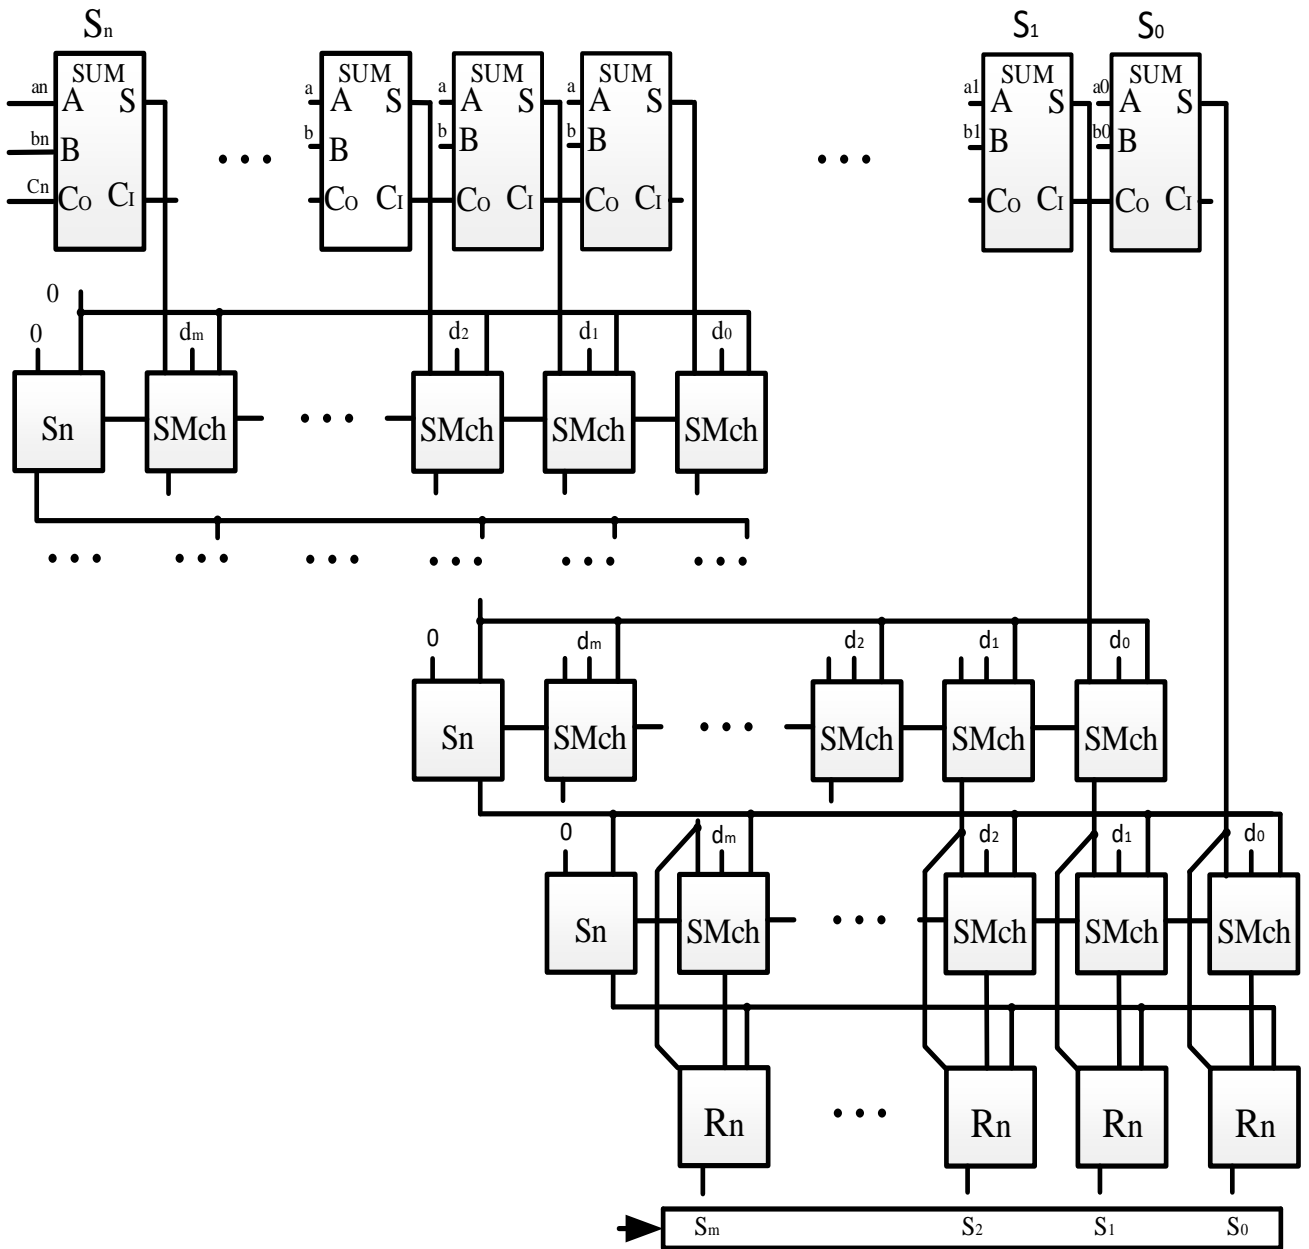 Sn S1 S0
SUM SUM SUM SUM SUM SUM
an A S a A S a A S a A S a1 A S a0 A S
bn B b B b B b B b1 B b0 B
... ...
Cn CO CI CO CI CO CI CO CI CO CI CO CI
0
0 dm d2 d1 d0
Sn SMch ... SMch SMch SMch
... ... ... ... ... ...
0 dm d2 d1 d0
Sn SMch ... SMch SMch SMch
0 dm d2 d1 d0
Sn SMch ... SMch SMch SMch
Rn ... Rn Rn Rn
Sm S2 S1 S0